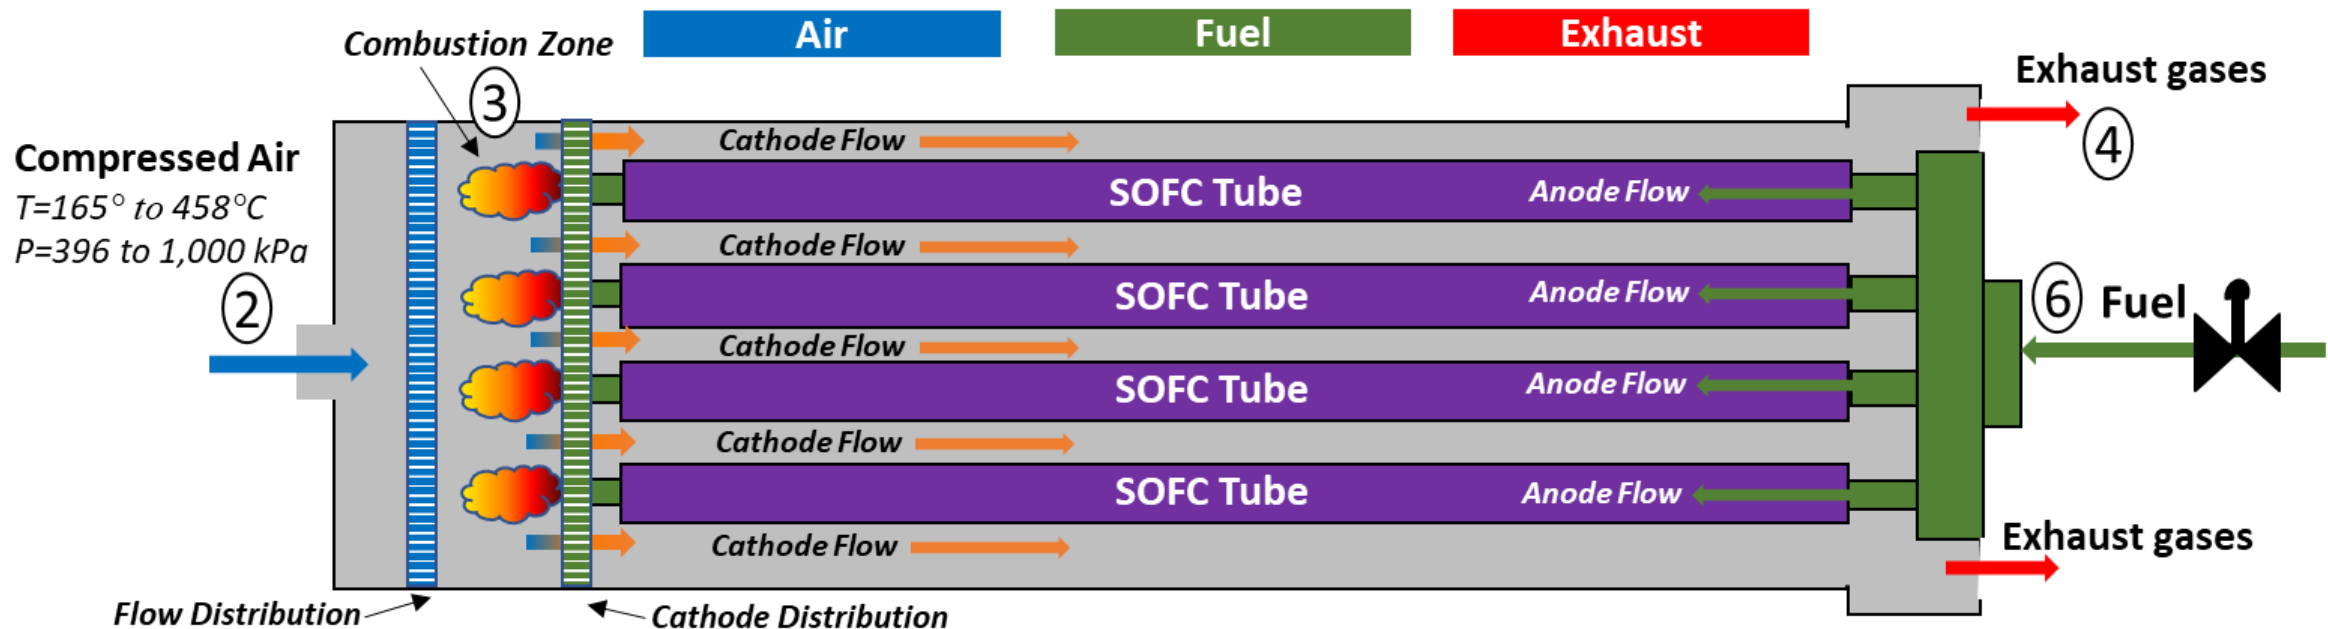 Air
Fuel
Exhaust
Combustion Zone
3
Exhaust gases
4
Compressed Air
T=165° to 458°C
P=396 to 1,000 kPa
2
Cathode Flow
SOFC Tube
Anode Flow
Cathode Flow
SOFC Tube
Anode Flow
6
Fuel
Cathode Flow
SOFC Tube
Anode Flow
Cathode Flow
SOFC Tube
Anode Flow
Cathode Flow
Exhaust gases
Flow Distribution
Cathode Distribution